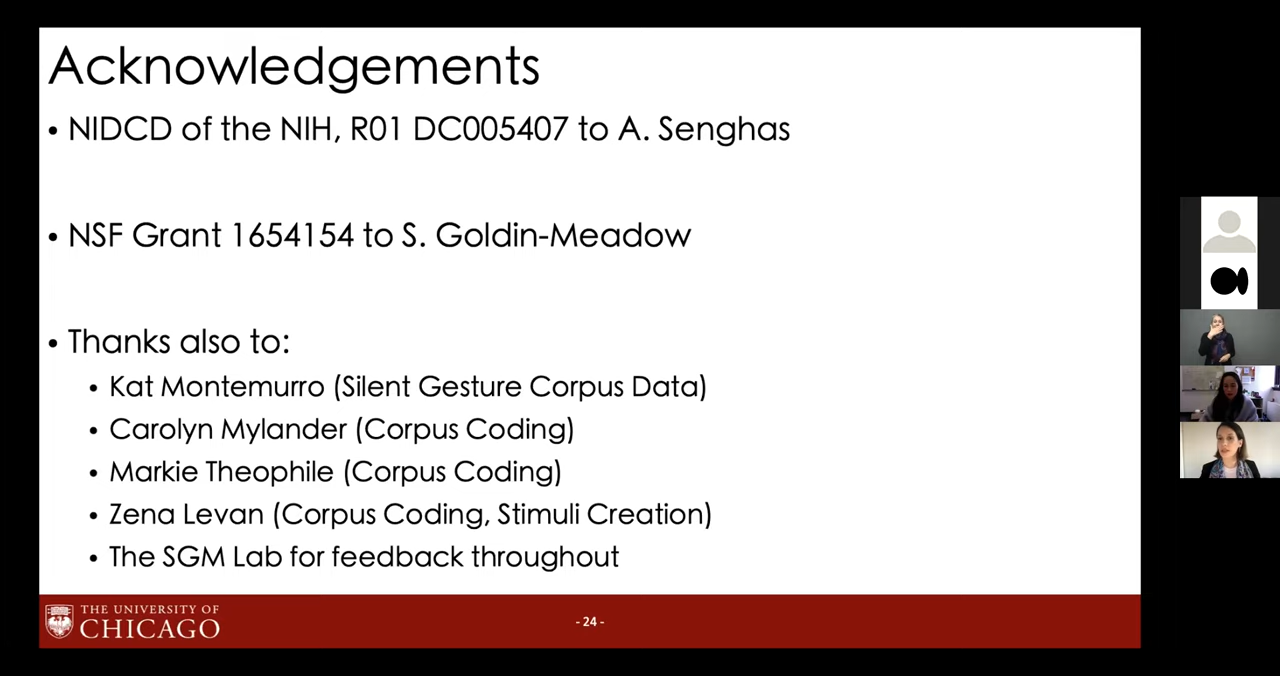 Acknowledgements
• NIDCD of the NIH, R01 DC005407 to A. Senghas
• NSF Grant 1654154 to S. Goldin-Meadow
• Thanks also to:
• Kat Montemurro (Silent Gesture Corpus Data)
• Carolyn Mylander (Corpus Coding)
• Markie Theophile (Corpus Coding)
• Zena Levan (Corpus Coding, Stimuli Creation)
• The SGM Lab for feedback throughout
THE UNIVERSITY OF
CHICAGO
- 24 -